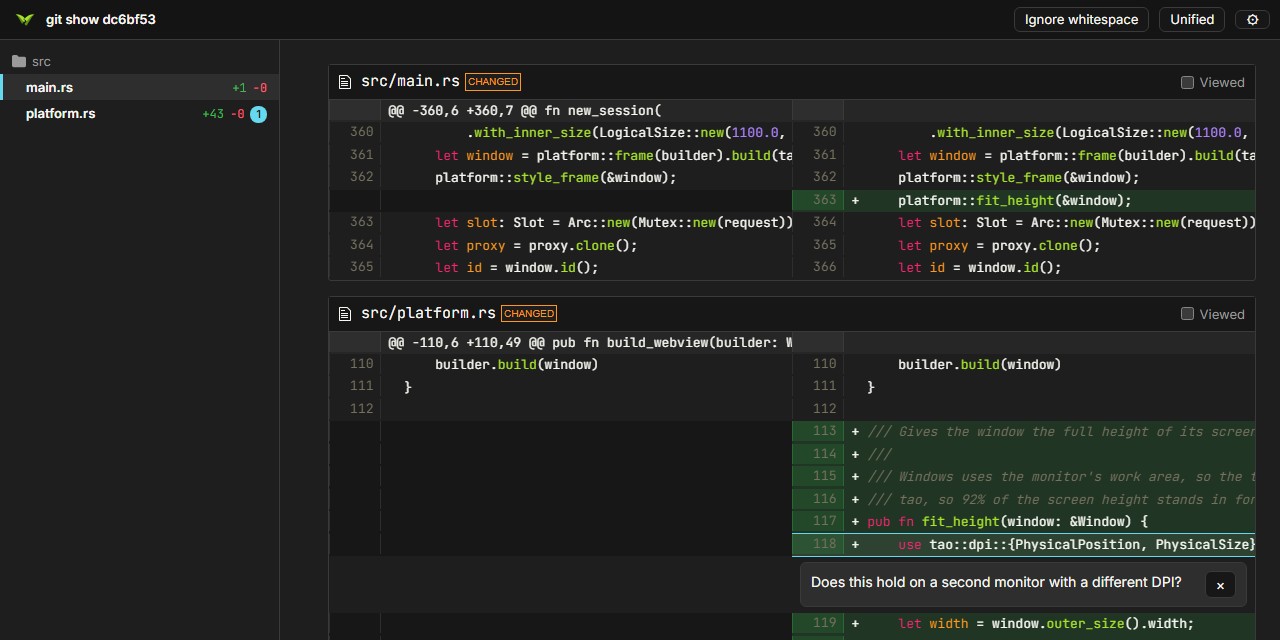 git show dc6bf53
Ignore whitespace
Unified
src
main.rs +1 -0
platform.rs +43 -0 1
src/main.rs CHANGED
Viewed
@@ -360,6 +360,7 @@ fn new_session(
360 .with_inner_size(LogicalSize::new(1100.0, 360 .with_inner_size(LogicalSize::new(1100.0,
361 let window = platform::frame(builder).build(ta 361 let window = platform::frame(builder).build(ta
362 platform::style_frame(&window); 362 platform::style_frame(&window);
363 + platform::fit_height(&window);
363 let slot: Slot = Arc::new(Mutex::new(request)) 364 let slot: Slot = Arc::new(Mutex::new(request))
364 let proxy = proxy.clone(); 365 let proxy = proxy.clone();
365 let id = window.id(); 366 let id = window.id();
src/platform.rs CHANGED
Viewed
@@ -110,6 +110,49 @@ pub fn build_webview(builder: W
110 builder.build(window) 110 builder.build(window)
111 } 111 }
112 112
113 + /// Gives the window the full height of its screen
114 + ///
115 + /// Windows uses the monitor's work area, so the t
116 + /// tao, so 92% of the screen height stands in for
117 + pub fn fit_height(window: &Window) {
118 + use tao::dpi::{PhysicalPosition, PhysicalSize}
Does this hold on a second monitor with a different DPI? ×
119 + let width = window.outer_size().width;